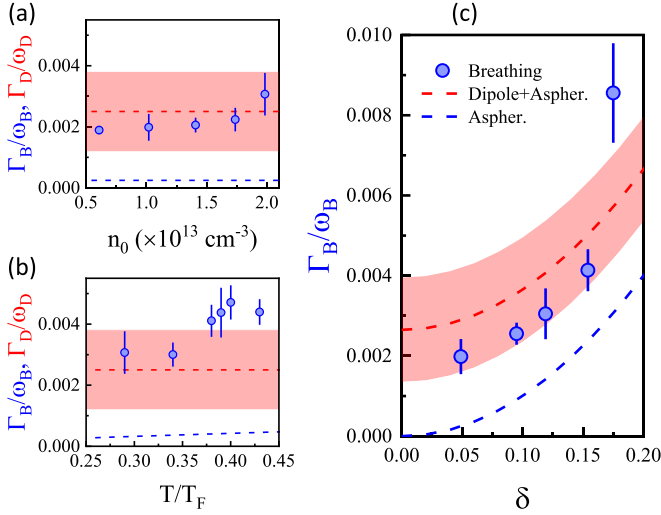 (a)
Γ_B/ω_B, Γ_D/ω_D
0.004
0.002
0.000
0.5 1.0 1.5 2.0
n₀ (×10¹³ cm⁻³)
(b)
Γ_B/ω_B, Γ_D/ω_D
0.004
0.002
0.000
0.25 0.30 0.35 0.40 0.45
T/T_F
(c)
Γ_B/ω_B
0.010
0.008
0.006
0.004
0.002
0.000
Breathing
Dipole+Aspher.
Aspher.
0.00 0.05 0.10 0.15 0.20
δ